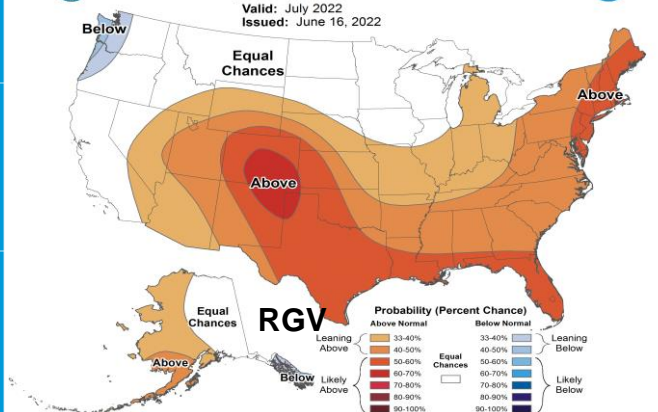 Valid: July 2022
Issued: June 16, 2022
Below
Equal
Chances
Above
Above
Equal
Chances
Above
Below
RGV
Probability (Percent Chance)
Above Normal
Below Normal
Leaning
Above
33-40%
40-50%
Likely
Above
50-60%
60-70%
70-80%
80-90%
90-100%
Equal
Chances
33-40%
40-50%
Leaning
Below
50-60%
60-70%
70-80%
80-90%
90-100%
Likely
Below